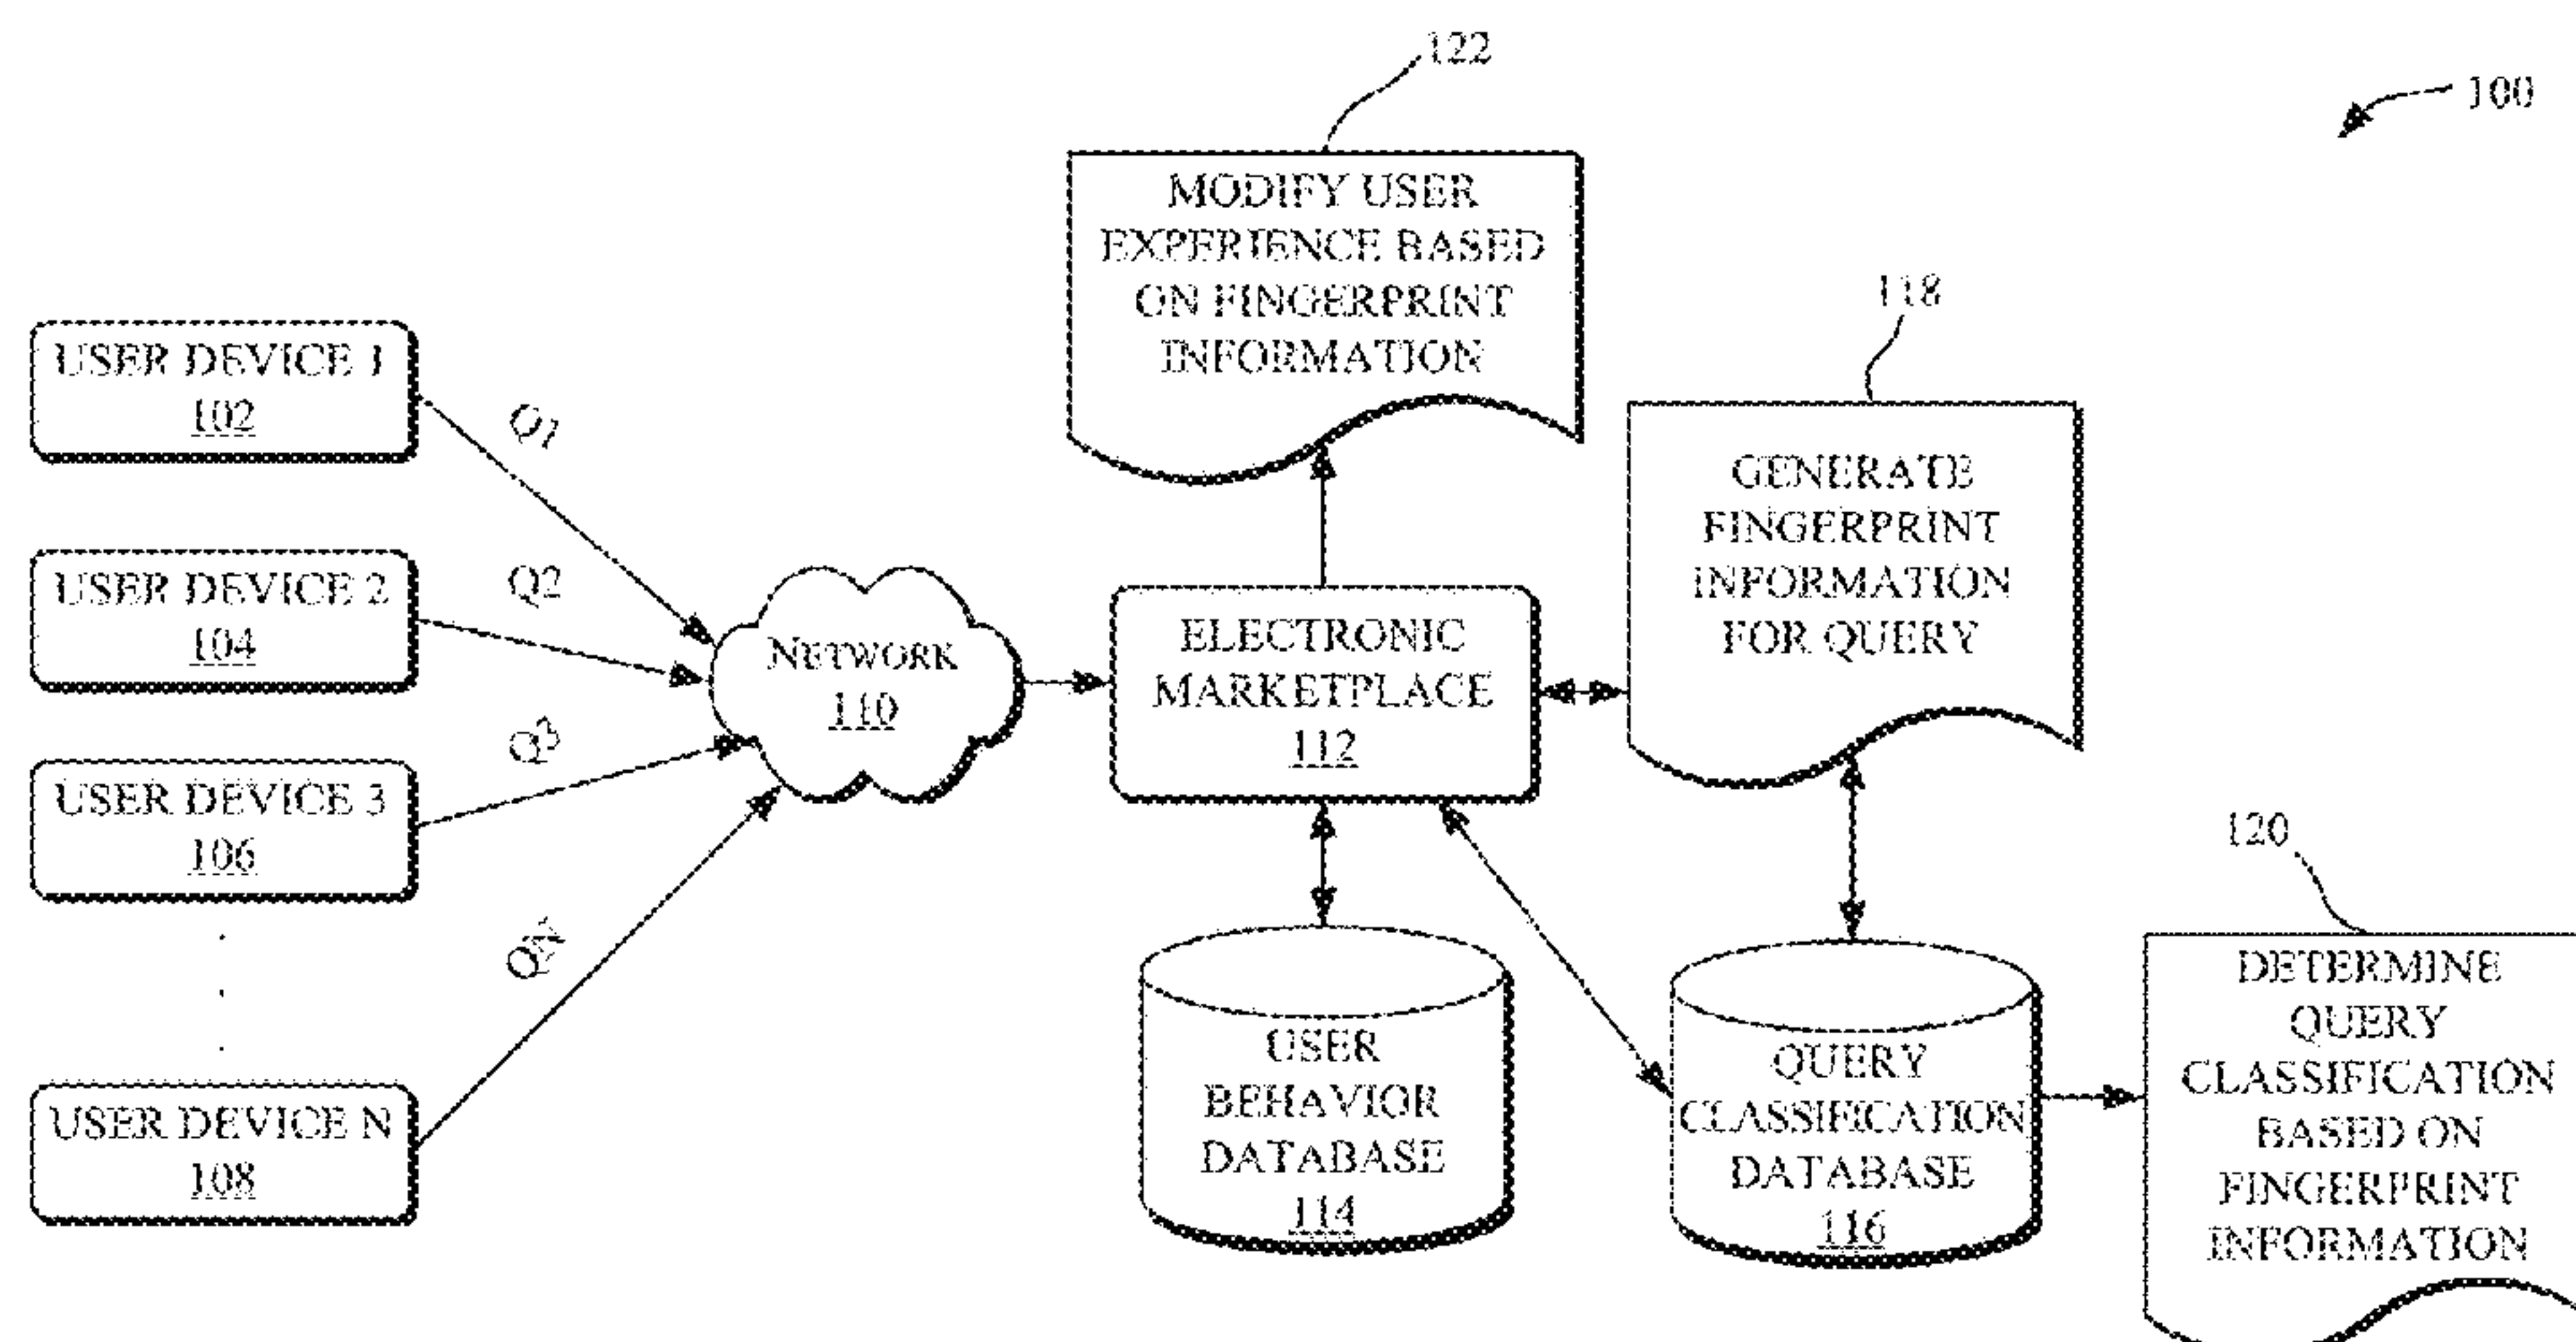 122
100
MODIFY USER
EXPERIENCE BASED
ON FINGERPRINT
INFORMATION
118
USER DEVICE 1
102
Q1
GENERATE
FINGERPRINT
INFORMATION
FOR QUERY
USER DEVICE 2
104
Q2
NETWORK
110
ELECTRONIC
MARKETPLACE
112
USER DEVICE 3
106
Q3
120
QN
USER DEVICE N
108
USER
BEHAVIOR
DATABASE
114
QUERY
CLASSIFICATION
DATABASE
116
DETERMINE
QUERY
CLASSIFICATION
BASED ON
FINGERPRINT
INFORMATION